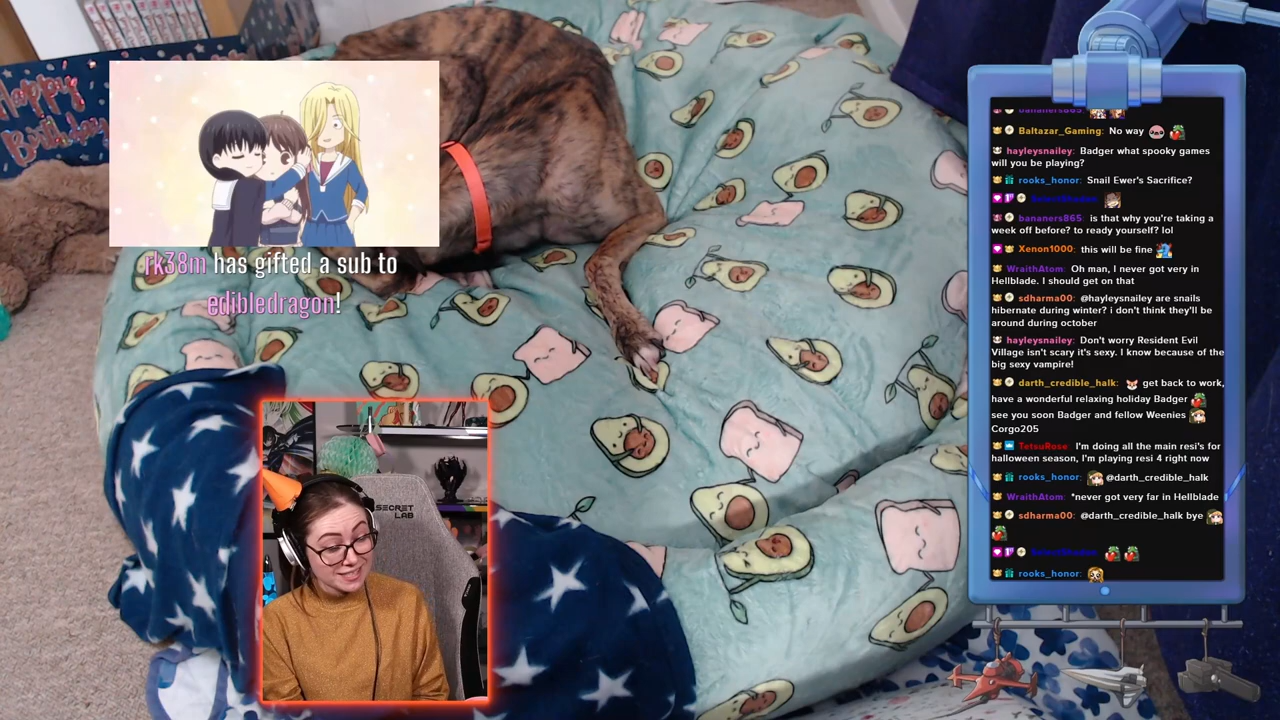 Happy
Birthday
rk38m has gifted a sub to
edibledragon!
SECRET
LAB
bananers865:
Baltazar_Gaming: No way
hayleysnailey: Badger what spooky games
will you be playing?
rooks_honor: Snail Ewer's Sacrifice?
bananers865: is that why you're taking a
week off before? to ready yourself? lol
Xenon1000: this will be fine
WraithAtom: Oh man, I never got very in
Hellblade. I should get on that
sdharma00: @hayleysnailey are snails
hibernate during winter? i don't think they'll be
around during october
hayleysnailey: Don't worry Resident Evil
Village isn't scary it's sexy. I know because of the
big sexy vampire!
darth_credible_halk: get back to work,
have a wonderful relaxing holiday Badger
see you soon Badger and fellow Weenies
Corgo205
TetsuRose: I'm doing all the main resi's for
halloween season, I'm playing resi 4 right now
rooks_honor: @darth_credible_halk
WraithAtom: *never got very far in Hellblade
sdharma00: @darth_credible_halk bye
rooks_honor: